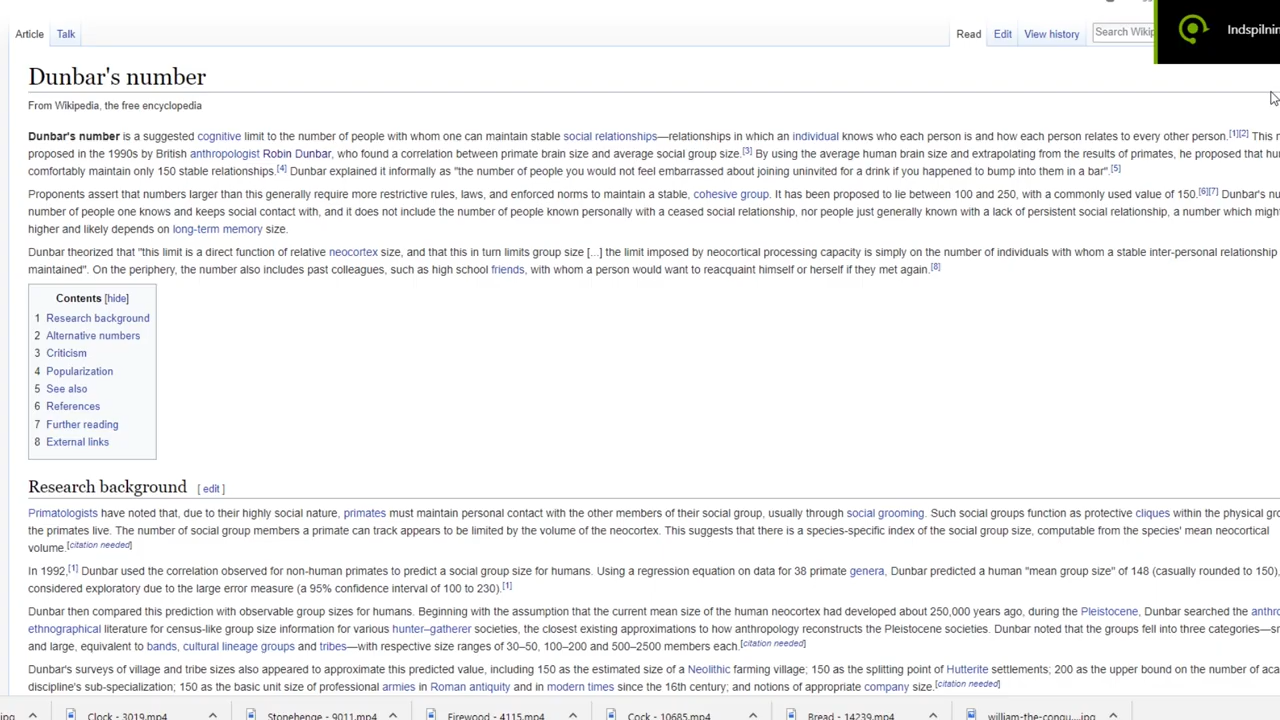 Article Talk Read Edit View history Search Wikip
Indspilnin
Dunbar's number
From Wikipedia, the free encyclopedia
Dunbar's number is a suggested cognitive limit to the number of people with whom one can maintain stable social relationships—relationships in which an individual knows who each person is and how each person relates to every other person.[1][2] This n
proposed in the 1990s by British anthropologist Robin Dunbar, who found a correlation between primate brain size and average social group size.[3] By using the average human brain size and extrapolating from the results of primates, he proposed that hu
comfortably maintain only 150 stable relationships.[4] Dunbar explained it informally as "the number of people you would not feel embarrassed about joining uninvited for a drink if you happened to bump into them in a bar".[5]
Proponents assert that numbers larger than this generally require more restrictive rules, laws, and enforced norms to maintain a stable, cohesive group. It has been proposed to lie between 100 and 250, with a commonly used value of 150.[6][7] Dunbar's nu
number of people one knows and keeps social contact with, and it does not include the number of people known personally with a ceased social relationship, nor people just generally known with a lack of persistent social relationship, a number which migh
higher and likely depends on long-term memory size.
Dunbar theorized that "this limit is a direct function of relative neocortex size, and that this in turn limits group size [...] the limit imposed by neocortical processing capacity is simply on the number of individuals with whom a stable inter-personal relationship
maintained". On the periphery, the number also includes past colleagues, such as high school friends, with whom a person would want to reacquaint himself or herself if they met again.[8]
Contents [hide]
1 Research background
2 Alternative numbers
3 Criticism
4 Popularization
5 See also
6 References
7 Further reading
8 External links
Research background [ edit ]
Primatologists have noted that, due to their highly social nature, primates must maintain personal contact with the other members of their social group, usually through social grooming. Such social groups function as protective cliques within the physical gro
the primates live. The number of social group members a primate can track appears to be limited by the volume of the neocortex. This suggests that there is a species-specific index of the social group size, computable from the species' mean neocortical
volume.[citation needed]
In 1992,[1] Dunbar used the correlation observed for non-human primates to predict a social group size for humans. Using a regression equation on data for 38 primate genera, Dunbar predicted a human "mean group size" of 148 (casually rounded to 150),
considered exploratory due to the large error measure (a 95% confidence interval of 100 to 230).[1]
Dunbar then compared this prediction with observable group sizes for humans. Beginning with the assumption that the current mean size of the human neocortex had developed about 250,000 years ago, during the Pleistocene, Dunbar searched the anthro
ethnographical literature for census-like group size information for various hunter–gatherer societies, the closest existing approximations to how anthropology reconstructs the Pleistocene societies. Dunbar noted that the groups fell into three categories—sm
and large, equivalent to bands, cultural lineage groups and tribes—with respective size ranges of 30–50, 100–200 and 500–2500 members each.[citation needed]
Dunbar's surveys of village and tribe sizes also appeared to approximate this predicted value, including 150 as the estimated size of a Neolithic farming village; 150 as the splitting point of Hutterite settlements; 200 as the upper bound on the number of aca
discipline's sub-specialization; 150 as the basic unit size of professional armies in Roman antiquity and in modern times since the 16th century; and notions of appropriate company size.[citation needed]
ing Clock - 3019.mp4 Stonehenge - 9011.mp4 Firewood - 4115.mp4 Cock - 10685.mp4 Bread - 14239.mp4 william-the-conqu....jpg